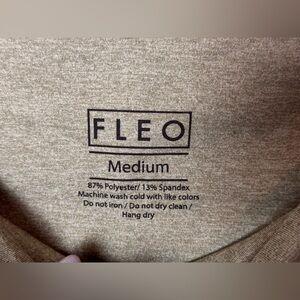 FLEO
Medium
87% Polyester/ 13% Spandex
Machine wash cold with like colors
Do not iron / Do not dry clean /
Hang dry